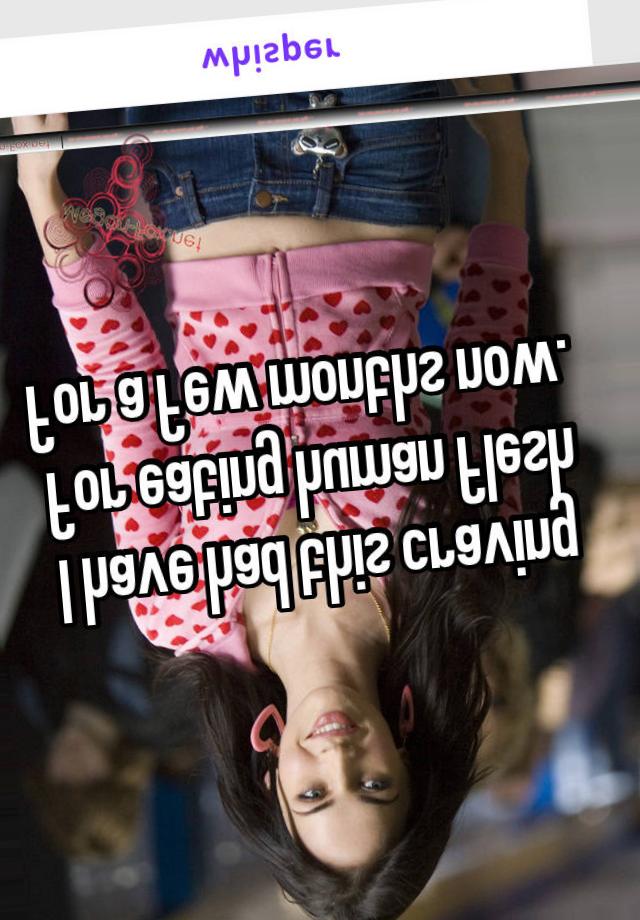 I have had this craving
For eating human flesh
For a few months now.
whisper